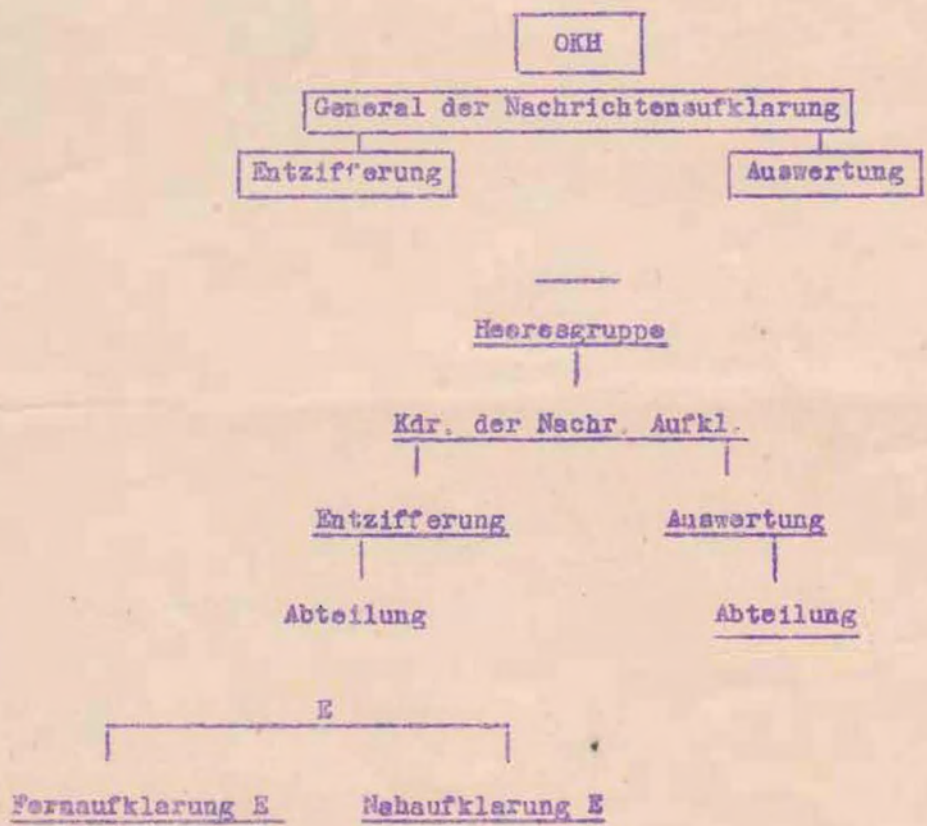 OKH
General der Nachrichtenaufklarung
Entzifferung Auswertung
Heeresgruppe
Kdr. der Nachr. Aufkl.
Entzifferung Auswertung
Abteilung Abteilung
E
Fernaufklarung E Nahaufklarung E